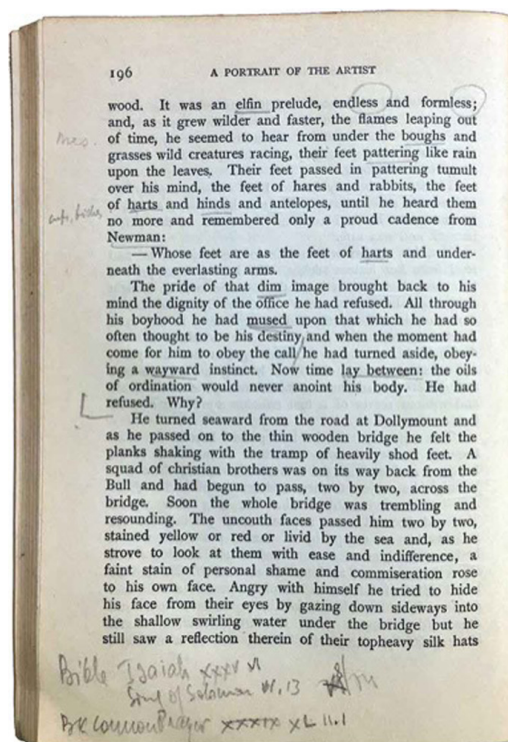 196
A PORTRAIT OF THE ARTIST
wood. It was an elfin prelude, endless and formless;
and, as it grew wilder and faster, the flames leaping out
of time, he seemed to hear from under the boughs and
grasses wild creatures racing, their feet pattering like rain
upon the leaves. Their feet passed in pattering tumult
over his mind, the feet of hares and rabbits, the feet
of harts and hinds and antelopes, until he heard them
no more and remembered only a proud cadence from
Newman:
— Whose feet are as the feet of harts and under-
neath the everlasting arms.
The pride of that dim image brought back to his
mind the dignity of the office he had refused. All through
his boyhood he had mused upon that which he had so
often thought to be his destiny and when the moment had
come for him to obey the call he had turned aside, obey-
ing a wayward instinct. Now time lay between: the oils
of ordination would never anoint his body. He had
refused. Why?
He turned seaward from the road at Dollymount and
as he passed on to the thin wooden bridge he felt the
planks shaking with the tramp of heavily shod feet. A
squad of christian brothers was on its way back from the
Bull and had begun to pass, two by two, across the
bridge. Soon the whole bridge was trembling and
resounding. The uncouth faces passed him two by two,
stained yellow or red or livid by the sea and, as he
strove to look at them with ease and indifference, a
faint stain of personal shame and commiseration rose
to his own face. Angry with himself he tried to hide
his face from their eyes by gazing down sideways into
the shallow swirling water under the bridge but he
still saw a reflection therein of their topheavy silk hats
Bible Isaiah XXXV VI
Song of Solomon VI. 13
BK Common Prayer XXXIX XL II.1